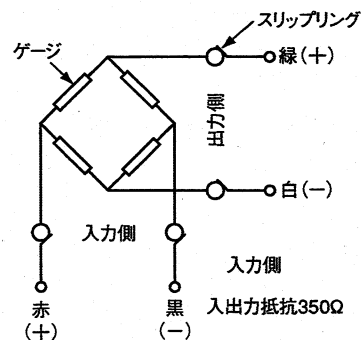 スリップリング
ゲージ
緑(+)
出力側
白(−)
入力側
入力側
赤
(+)
黒
(−)
入出力抵抗350Ω